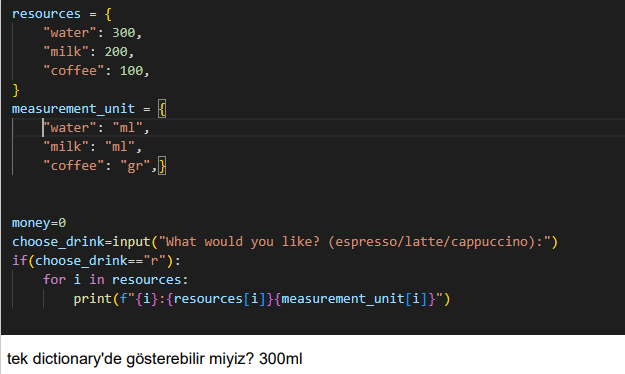 resources = {
    "water": 300,
    "milk": 200,
    "coffee": 100,
}
measurement_unit = {
    "water": "ml",
    "milk": "ml",
    "coffee": "gr",}
money=0
choose_drink=input("What would you like? (espresso/latte/cappuccino):")
if(choose_drink=="r"):
    for i in resources:
        print(f"{i}:{resources[i]}{measurement_unit[i]}")
tek dictionary'de gösterebilir miyiz? 300ml